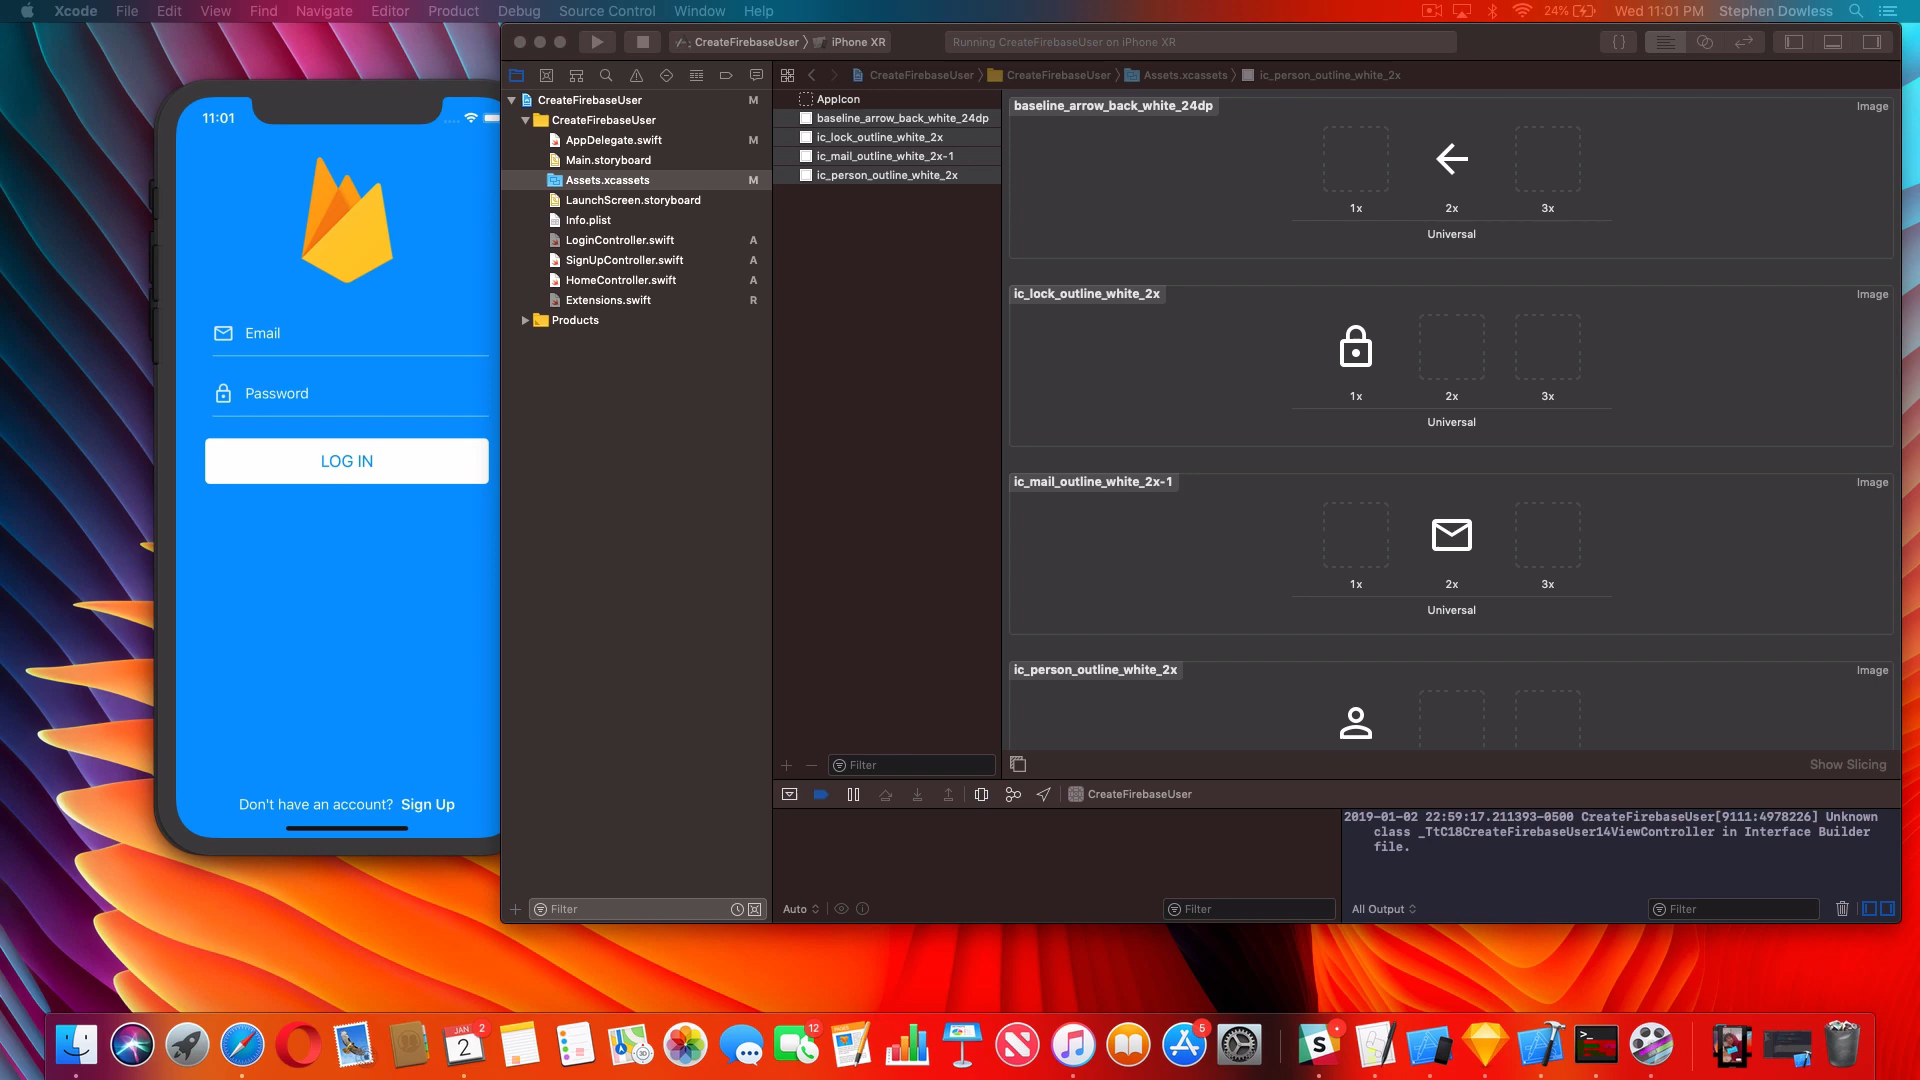 Xcode File Edit View Find Navigate Editor Product Debug Source Control Window Help
24% Wed 11:01 PM Stephen Dowless
CreateFirebaseUser iPhone XR
Running CreateFirebaseUser on iPhone XR
CreateFirebaseUser CreateFirebaseUser Assets.xcassets ic_person_outline_white_2x
CreateFirebaseUser M
CreateFirebaseUser
AppDelegate.swift M
Main.storyboard
Assets.xcassets M
LaunchScreen.storyboard
Info.plist
LoginController.swift A
SignUpController.swift A
HomeController.swift A
Extensions.swift R
Products
Filter
AppIcon
baseline_arrow_back_white_24dp
ic_lock_outline_white_2x
ic_mail_outline_white_2x-1
ic_person_outline_white_2x
Filter
baseline_arrow_back_white_24dp Image
1x 2x 3x
Universal
ic_lock_outline_white_2x Image
1x 2x 3x
Universal
ic_mail_outline_white_2x-1 Image
1x 2x 3x
Universal
ic_person_outline_white_2x Image
Show Slicing
CreateFirebaseUser
2019-01-02 22:59:17.211393-0500 CreateFirebaseUser[9111:4978226] Unknown
class _TtC18CreateFirebaseUser14ViewController in Interface Builder
file.
Auto
Filter
All Output
Filter
11:01
Email
Password
LOG IN
Don't have an account? Sign Up
JAN
2
2
12
30
5
S
>_